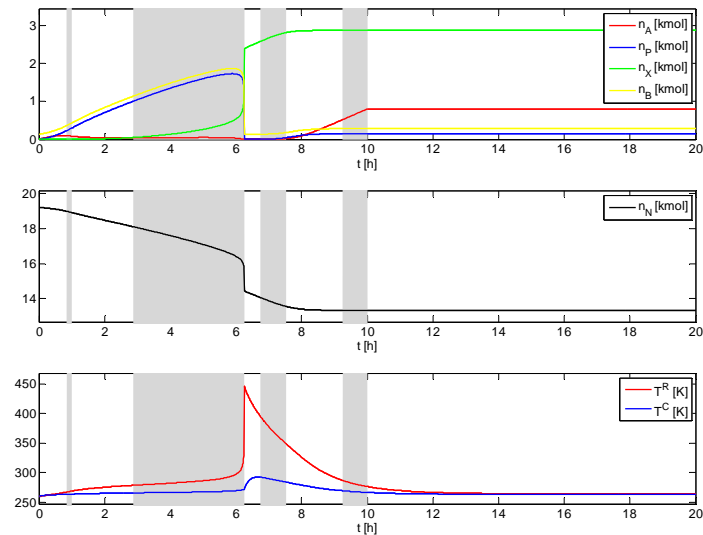 3
2
1
0
n_A [kmol]
n_P [kmol]
n_X [kmol]
n_B [kmol]
0 2 4 6 8 10 12 14 16 18 20
t [h]
20
18
16
14
n_N [kmol]
0 2 4 6 8 10 12 14 16 18 20
t [h]
450
400
350
300
250
T^R [K]
T^C [K]
0 2 4 6 8 10 12 14 16 18 20
t [h]